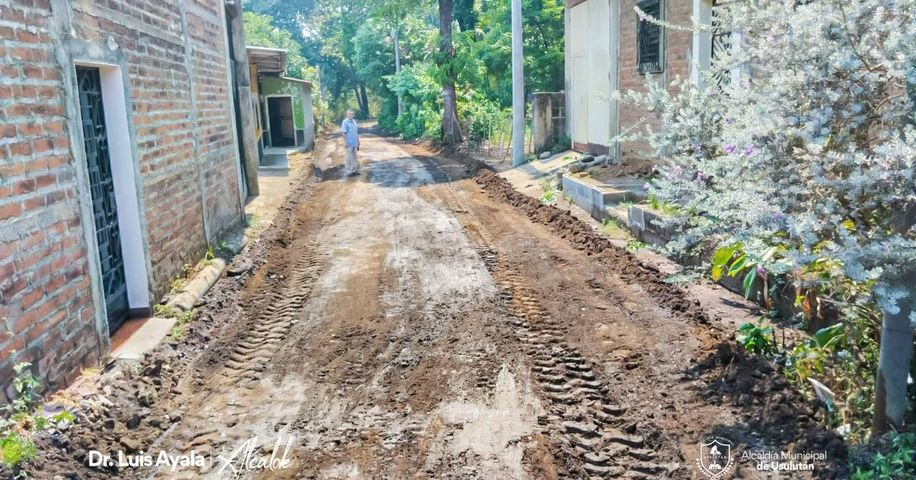 Dr. Luis Ayala
Alcalde
Alcaldía Municipal
de Usulután